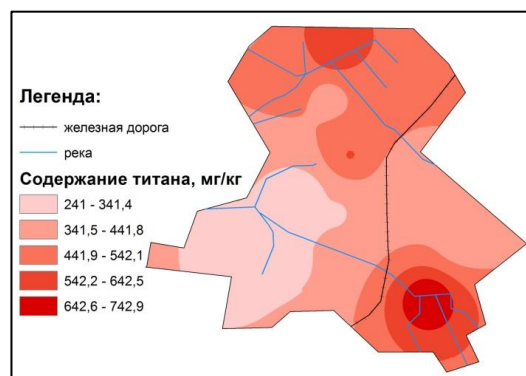 Легенда:
железная дорога
река
Содержание титана, мг/кг
241 - 341,4
341,5 - 441,8
441,9 - 542,1
542,2 - 642,5
642,6 - 742,9